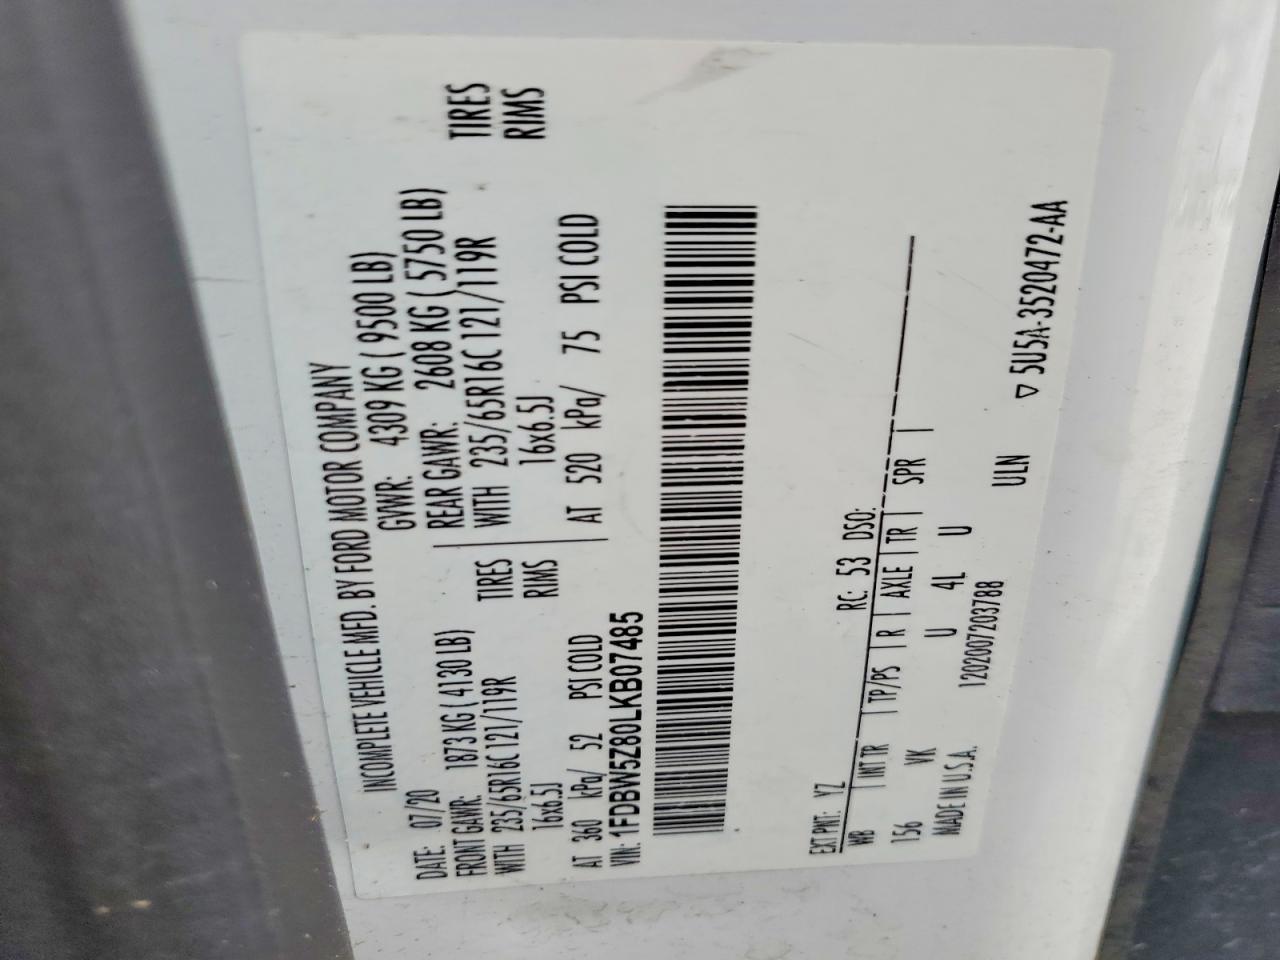 INCOMPLETE VEHICLE MFD. BY FORD MOTOR COMPANY
DATE: 07/20 GVWR: 4309 KG ( 9500 LB)
FRONT GAWR: 1873 KG ( 4130 LB) REAR GAWR: 2608 KG ( 5750 LB)
WITH 235/65R16C 121/119R TIRES WITH 235/65R16C 121/119R TIRES
16x6.5J RIMS 16x6.5J RIMS
AT 360 kPa/ 52 PSI COLD AT 520 kPa/ 75 PSI COLD
VIN: 1FDBW5Z80LKB07485
EXT PNT: YZ RC: 53 DSO:
WB | INT TR | TP/PS | R | AXLE | TR | SPR |
156 VK U 4L U
MADE IN U.S.A. 1202007203788 ULN ▽ 5U5A-3520472-AA